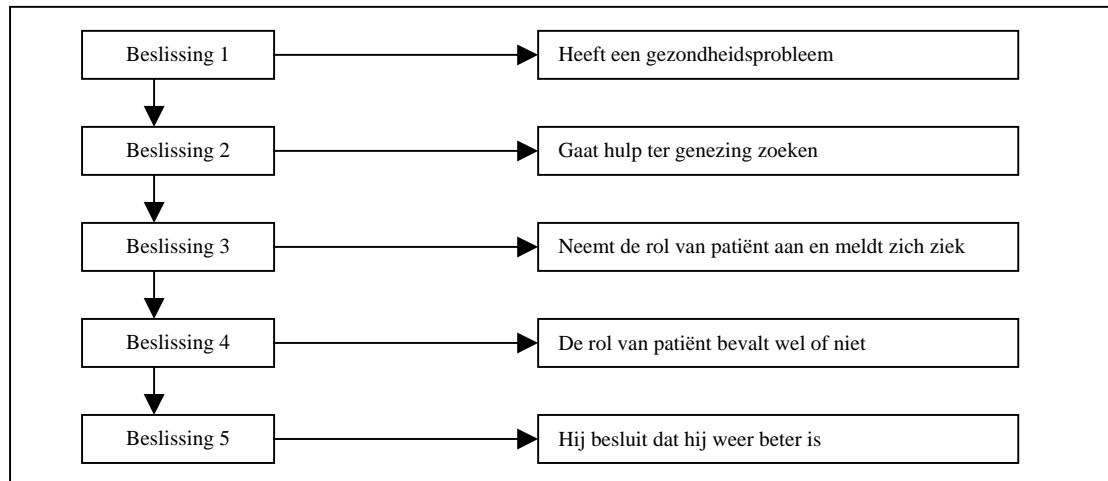 Beslissing 1
Heeft een gezondheidsprobleem
Beslissing 2
Gaat hulp ter genezing zoeken
Beslissing 3
Neemt de rol van patiënt aan en meldt zich ziek
Beslissing 4
De rol van patiënt bevalt wel of niet
Beslissing 5
Hij besluit dat hij weer beter is